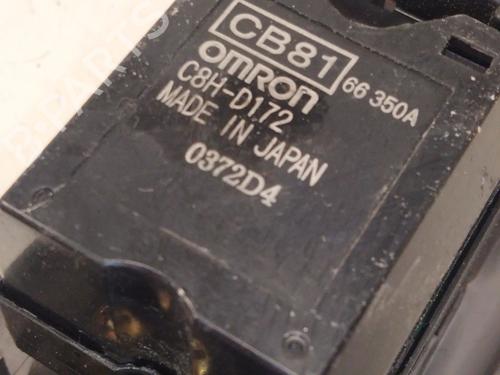 CB81 66 350A
OMRON
C8H-D172
MADE IN JAPAN
0372D4